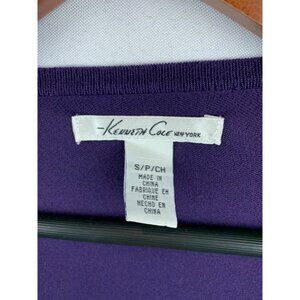 Kenneth Cole NEW YORK
S/P/CH
MADE IN
CHINA
FABRIQUE EN
CHINE
HECHO EN
CHINA